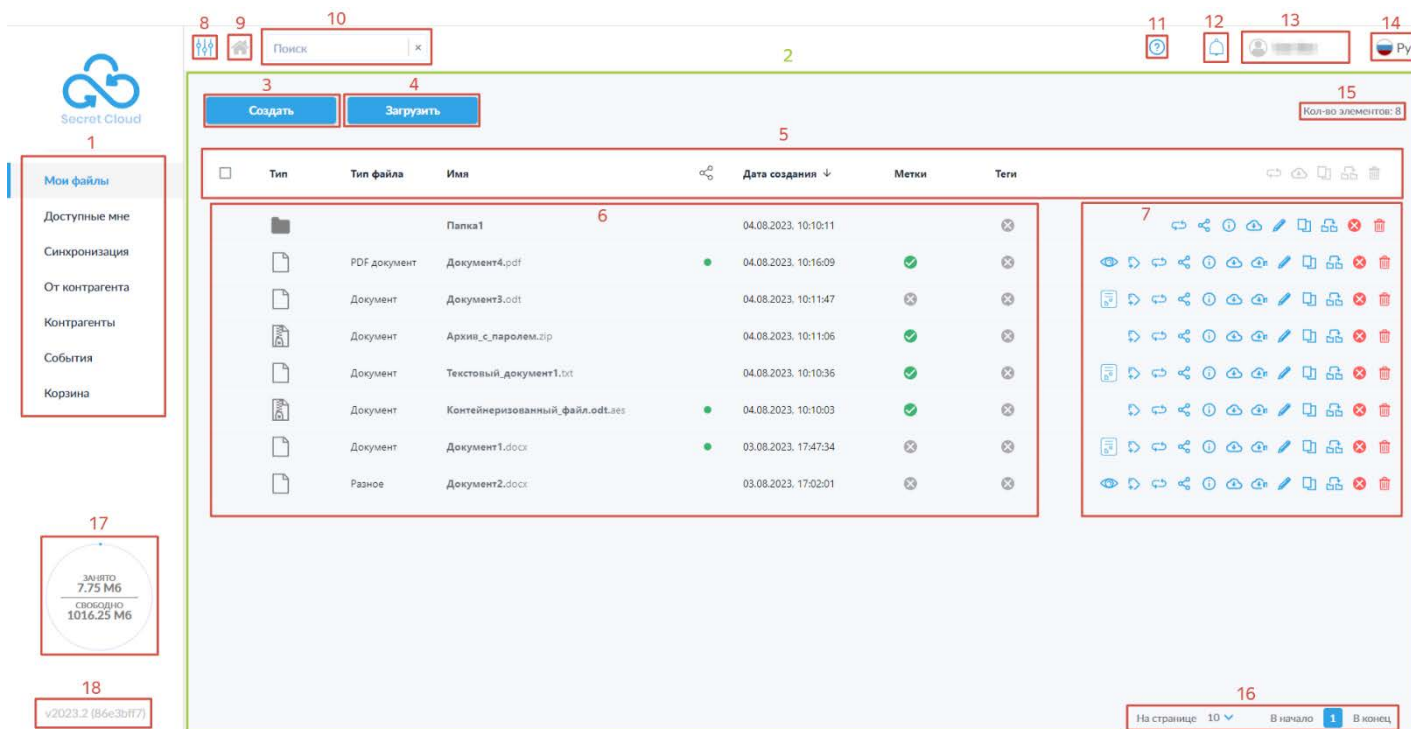 8 9 10 11 12 13 14
Поиск ×
Ру
2
Secret Cloud
3 4 15
Создать Загрузить
Кол-во элементов: 8
1
5
Тип Тип файла Имя Дата создания ↓ Метки Теги
Мои файлы
Доступные мне
Синхронизация
От контрагента
Контрагенты
События
Корзина
6 7
Папка1 04.08.2023, 10:10:11
PDF документ Документ4.pdf 04.08.2023, 10:16:09
Документ Документ3.odt 04.08.2023, 10:11:47
Документ Архив_с_паролем.zip 04.08.2023, 10:11:06
Документ Текстовый_документ1.txt 04.08.2023, 10:10:36
Документ Контейнеризованный_файл.odt.aes 04.08.2023, 10:10:03
Документ Документ1.docx 03.08.2023, 17:47:34
Разное Документ2.docx 03.08.2023, 17:02:01
17
ЗАНЯТО
7.75 Мб
СВОБОДНО
1016.25 Мб
18
v2023.2 (86e3bff7)
16
На странице 10 В начало 1 В конец